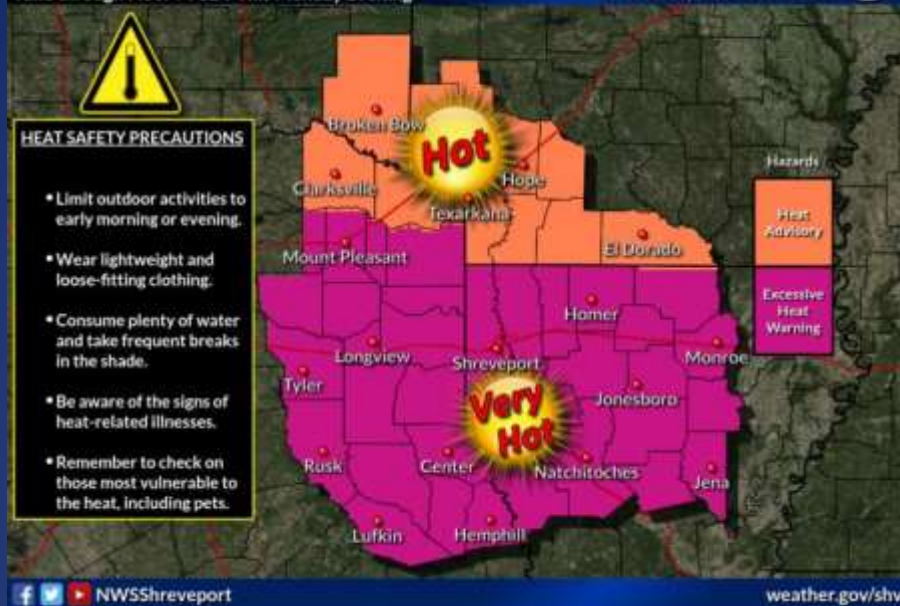 HEAT SAFETY PRECAUTIONS
• Limit outdoor activities to
early morning or evening.
• Wear lightweight and
loose-fitting clothing.
• Consume plenty of water
and take frequent breaks
in the shade.
• Be aware of the signs of
heat-related illnesses.
• Remember to check on
those most vulnerable to
the heat, including pets.
Broken Bow
Hot
Clarksville
Hope
Texarkana
Mount Pleasant
El Dorado
Homer
Longview
Shreveport
Monroe
Tyler
Very
Hot
Jonesboro
Rusk
Center
Natchitoches
Jena
Lufkin
Hemphill
Hazards
Heat
Advisory
Excessive
Heat
Warning
NWSShreveport
weather.gov/shv